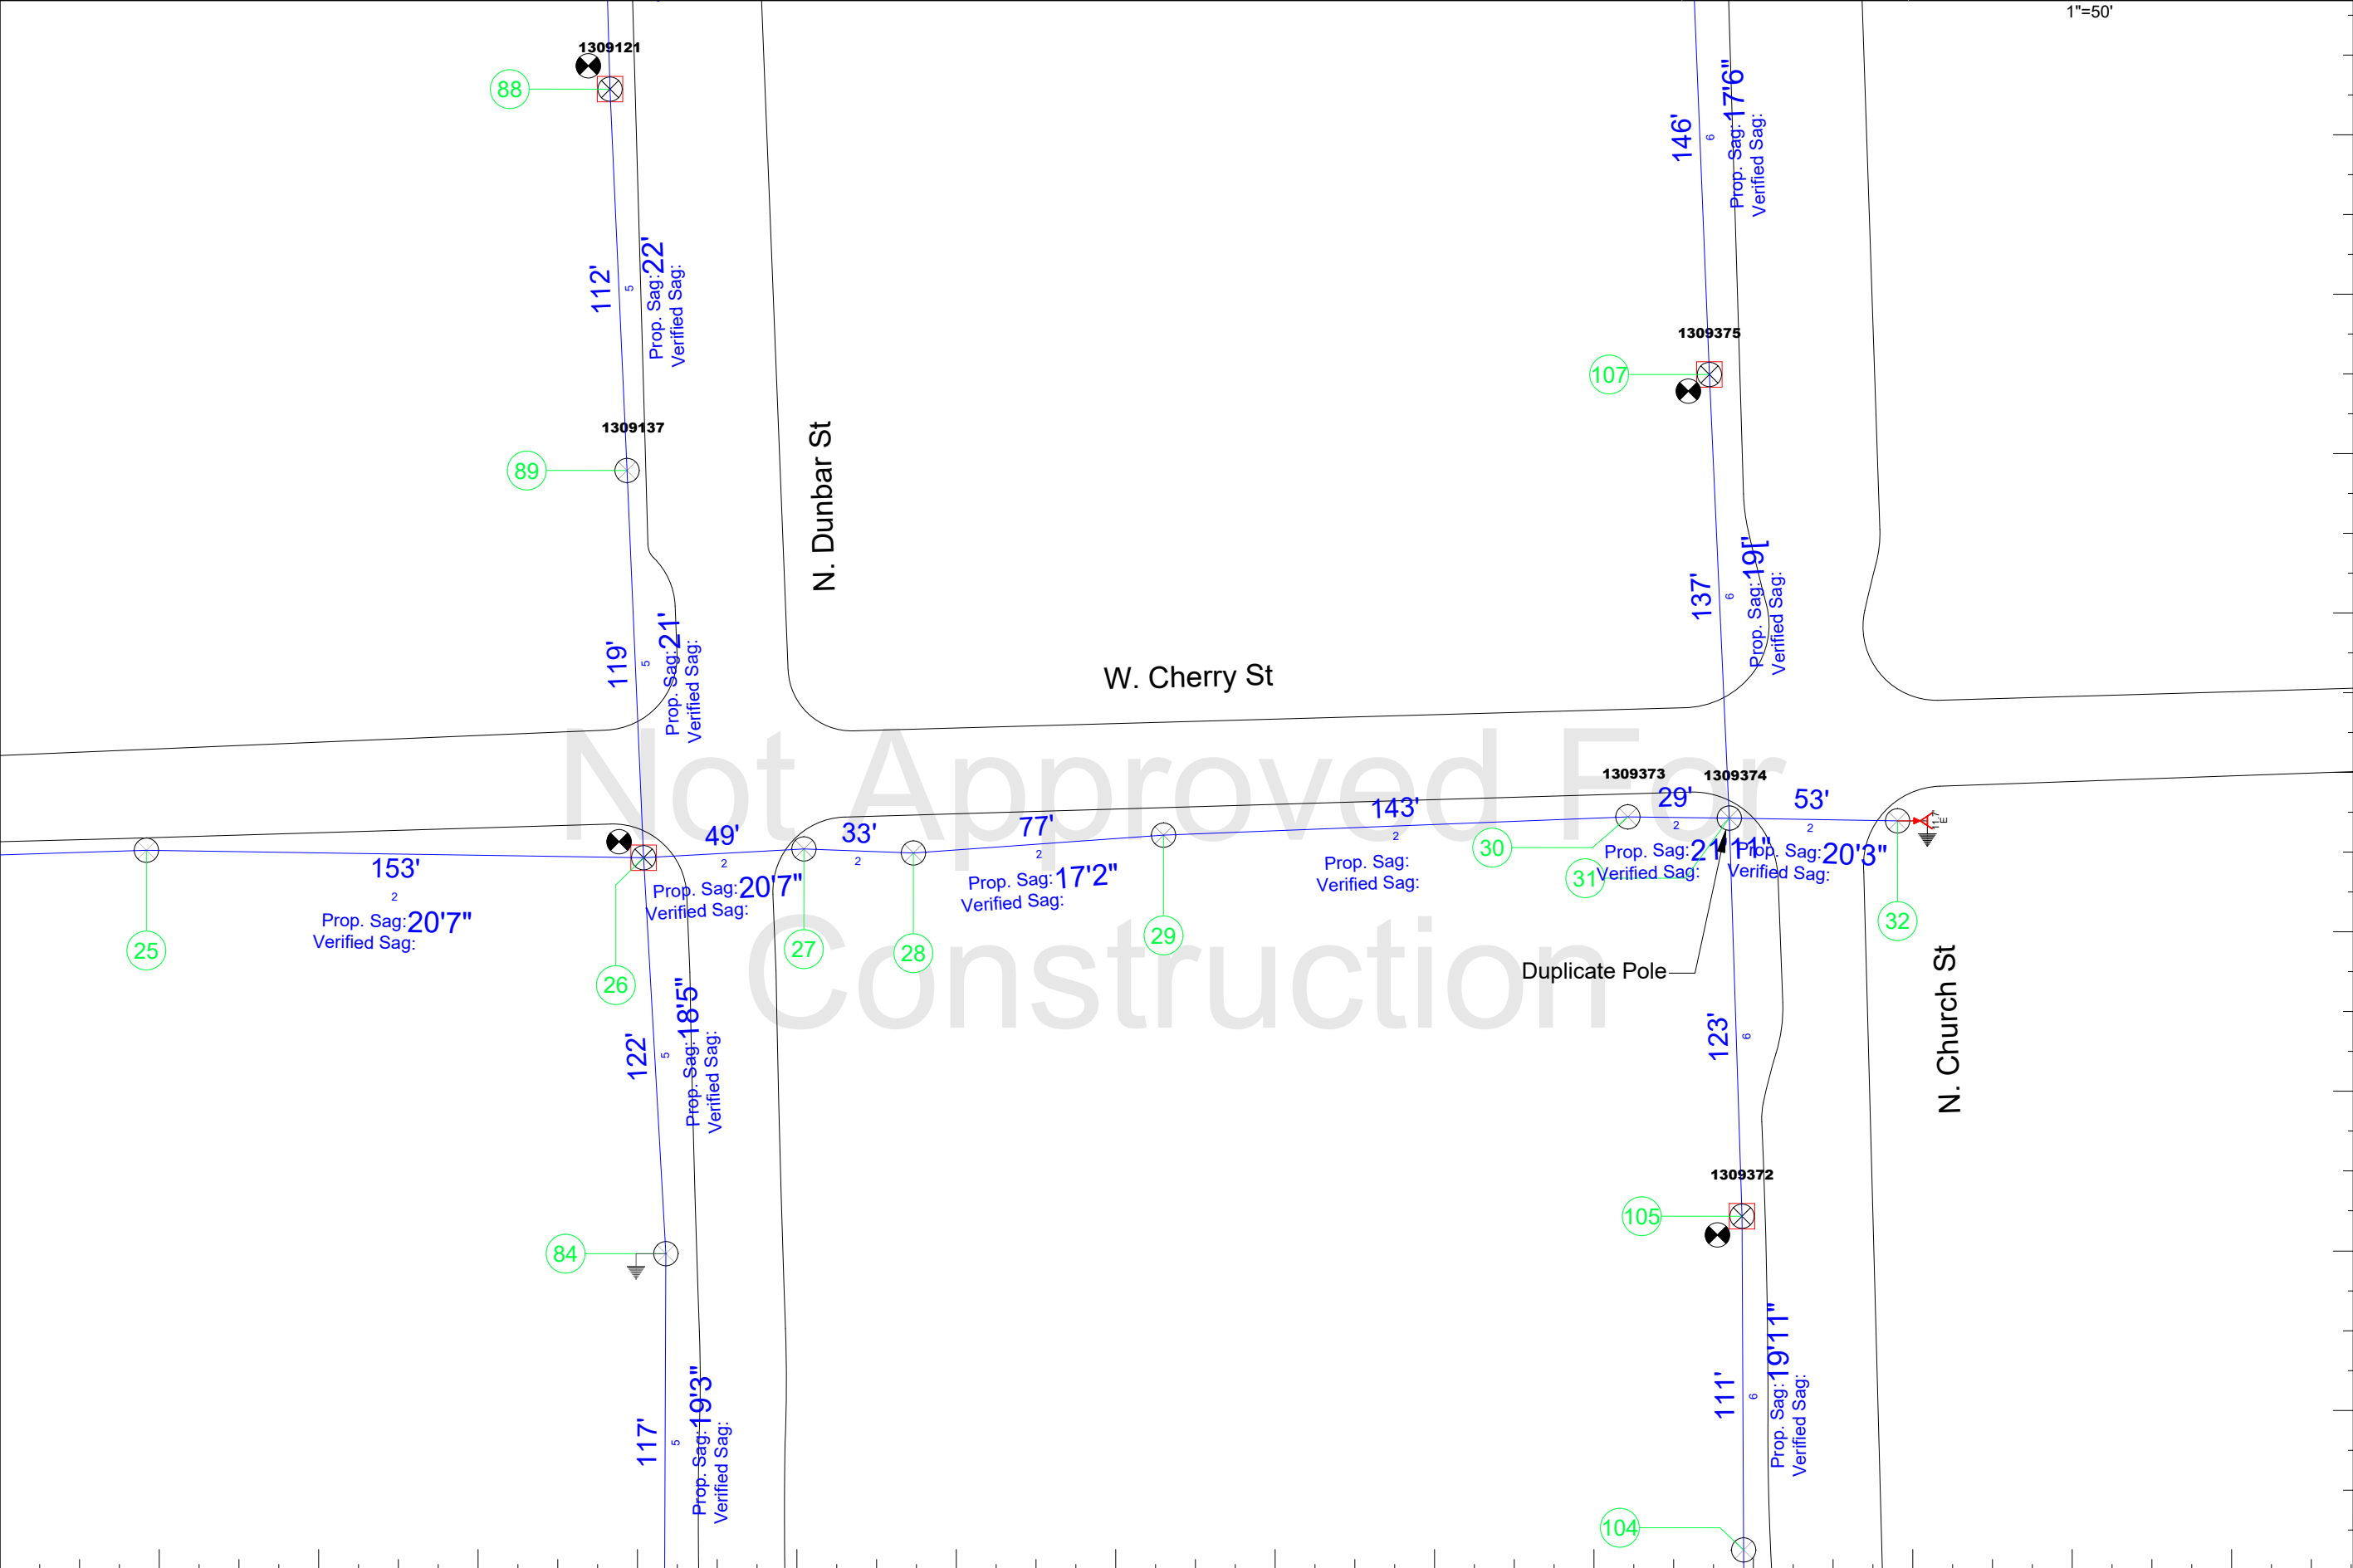 1"=50'
1309121
88
146'
6
Prop. Sag:17'6"
Verified Sag:
112'
5
Prop. Sag:22'
Verified Sag:
1309375
107
1309137
89
N. Dunbar St
137'
6
Prop. Sag:19['
Verified Sag:
119'
5
Prop. Sag:21'
Verified Sag:
W. Cherry St
Not Approved For
Construction
1309373
1309374
153'
2
Prop. Sag:20'7"
Verified Sag:
49'
2
Prop. Sag:20'7"
Verified Sag:
33'
2
77'
2
Prop. Sag:17'2"
Verified Sag:
143'
2
Prop. Sag:
Verified Sag:
29'
2
Prop. Sag:21'11"
Verified Sag:
53'
2
Prop. Sag:20'3"
Verified Sag:
11.7
E
30
31
32
25
26
27
28
29
Duplicate Pole
N. Church St
122'
5
Prop. Sag:18'5"
Verified Sag:
123'
6
1309372
105
84
117'
5
Prop. Sag:19'3"
Verified Sag:
111'
6
Prop. Sag:19'11"
Verified Sag:
104